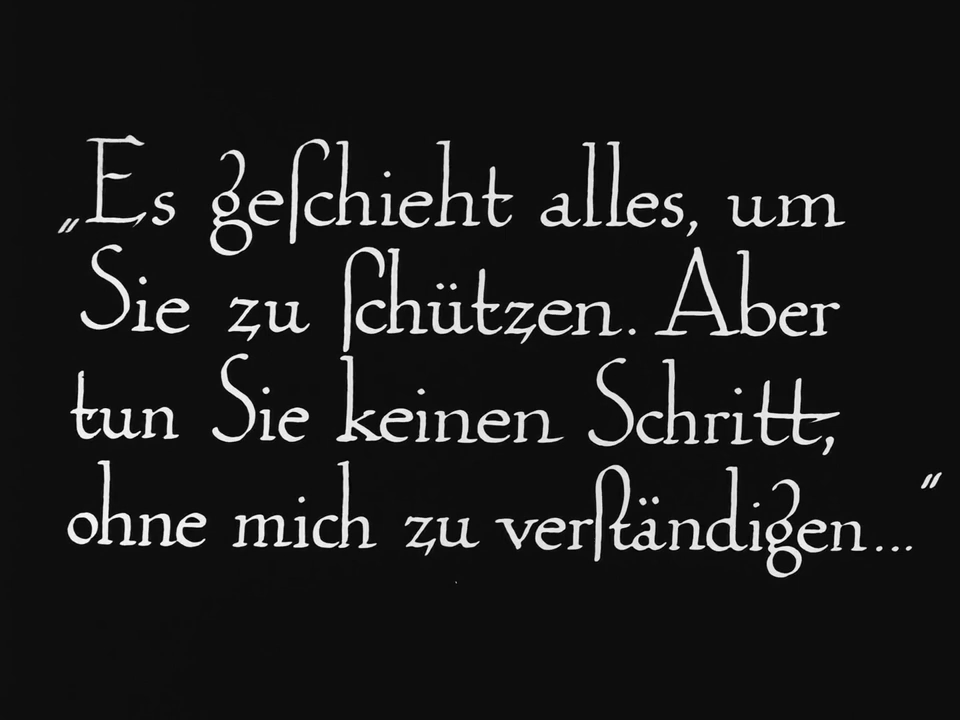 „Es geſchieht alles, um
Sie zu ſchützen. Aber
tun Sie keinen Schritt,
ohne mich zu verſtändigen..."